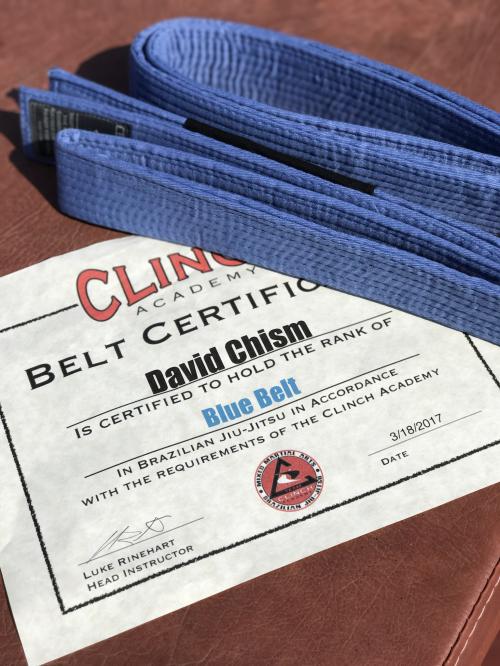 CLIN
ACADEMY
BELT CERTIFIC
David Chism
IS CERTIFIED TO HOLD THE RANK OF
Blue Belt
IN BRAZILIAN JIU-JITSU IN ACCORDANCE
WITH THE REQUIREMENTS OF THE CLINCH ACADEMY
3/18/2017
DATE
MIXED MARTIAL ARTS
CLINCH
BRAZILIAN JIU-JITSU
LUKE RINEHART
HEAD INSTRUCTOR